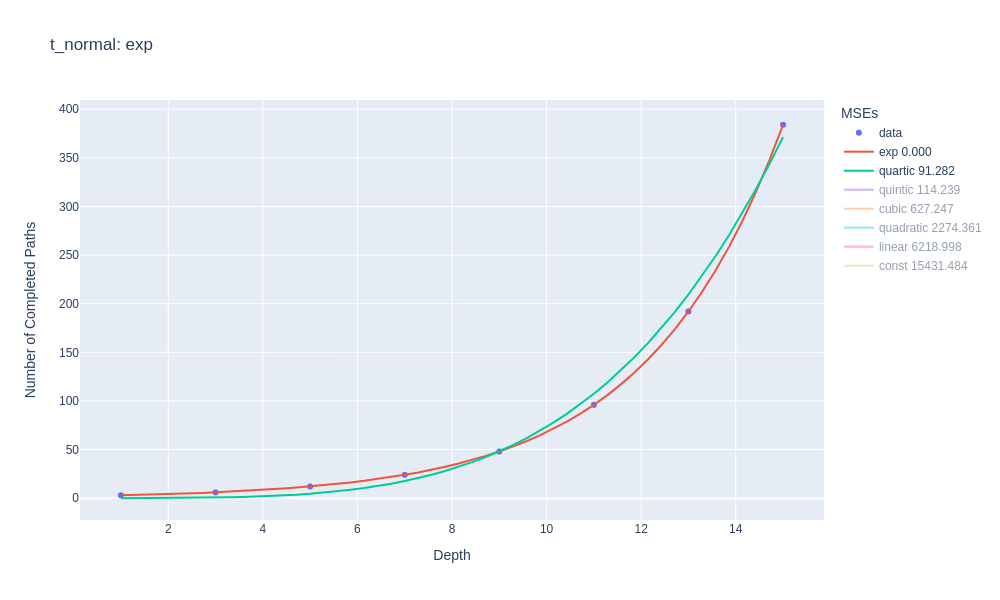 t_normal: exp
Number of Completed Paths
400
350
300
250
200
150
100
50
0
2 4 6 8 10 12 14
Depth
MSEs
data
exp 0.000
quartic 91.282
quintic 114.239
cubic 627.247
quadratic 2274.361
linear 6218.998
const 15431.484